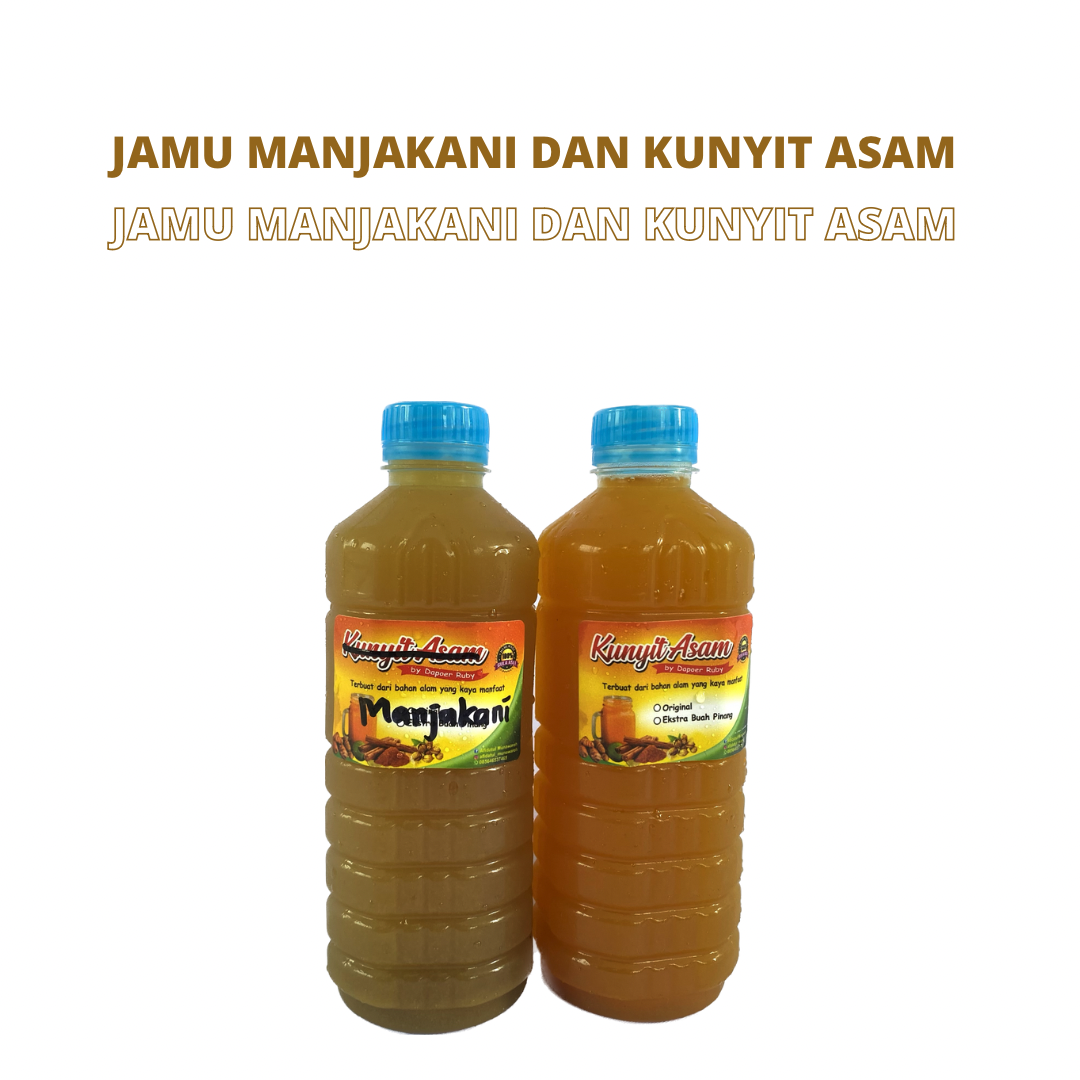 JAMU MANJAKANI DAN KUNYIT ASAM
JAMU MANJAKANI DAN KUNYIT ASAM
Kunyit Asam
by Dapoer Ruby
Terbuat dari bahan alam yang kaya manfaat
Manjakani
Kunyit Asam
by Dapoer Ruby
Terbuat dari bahan alam yang kaya manfaat
Original
Ekstra Buah Pinang